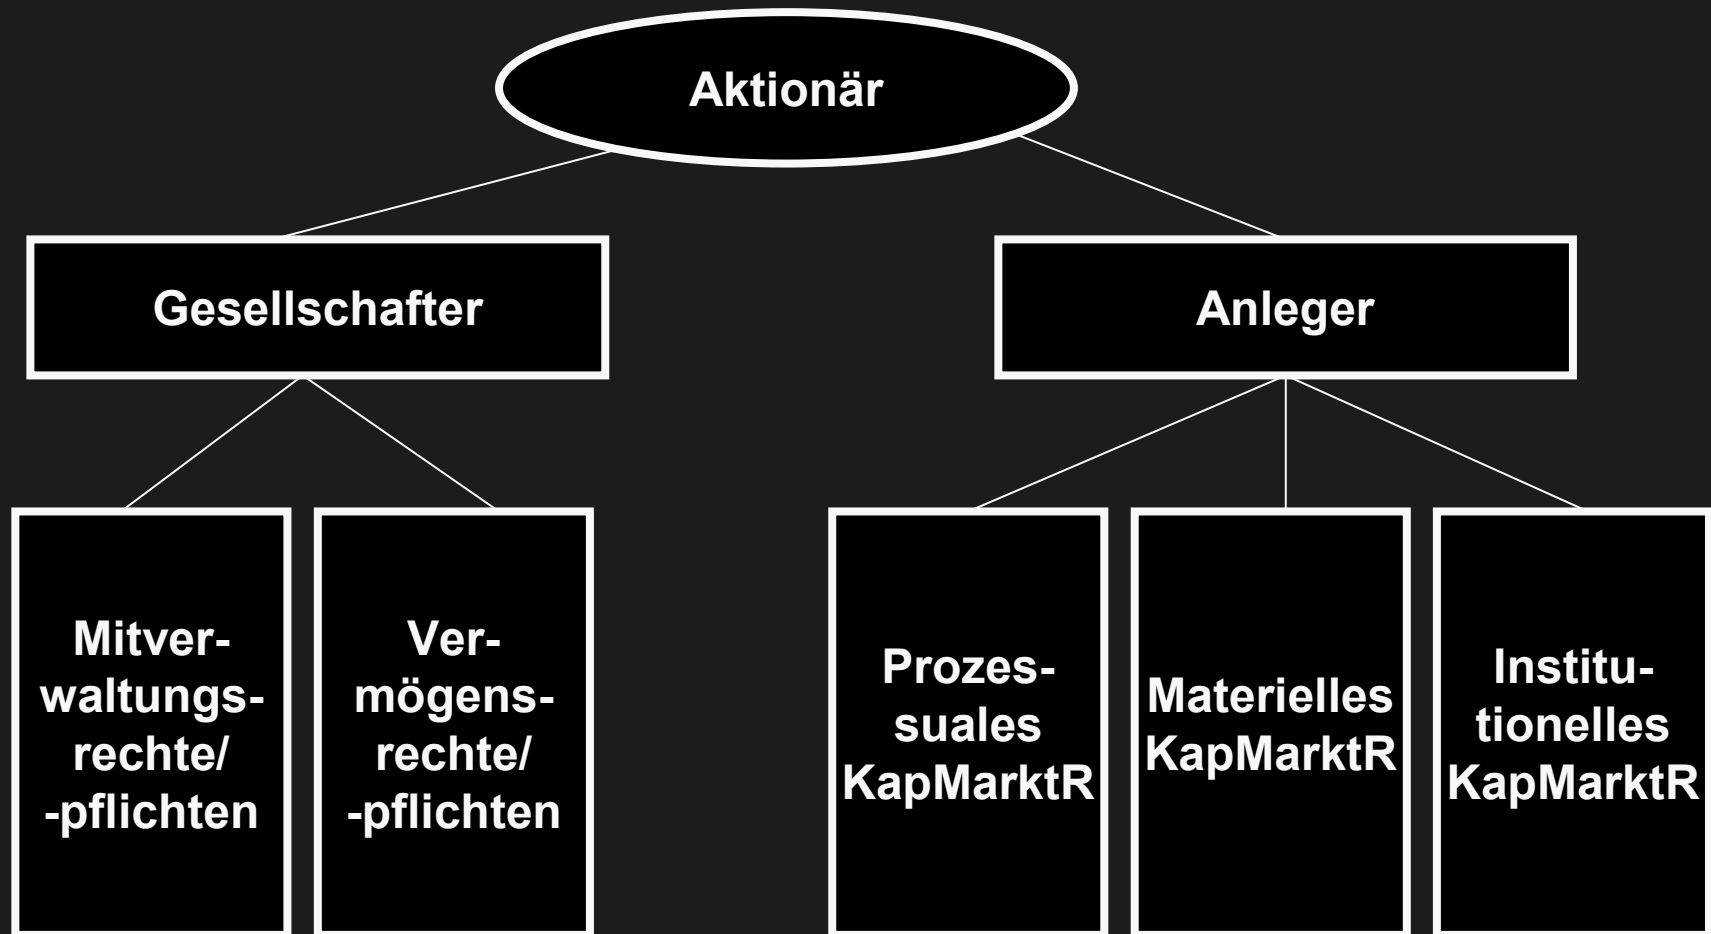 Aktionär
Gesellschafter
Anleger
Mitver-
waltungs-
rechte/
-pflichten
Ver-
mögens-
rechte/
-pflichten
Prozes-
suales
KapMarktR
Materielles
KapMarktR
Institu-
tionelles
KapMarktR